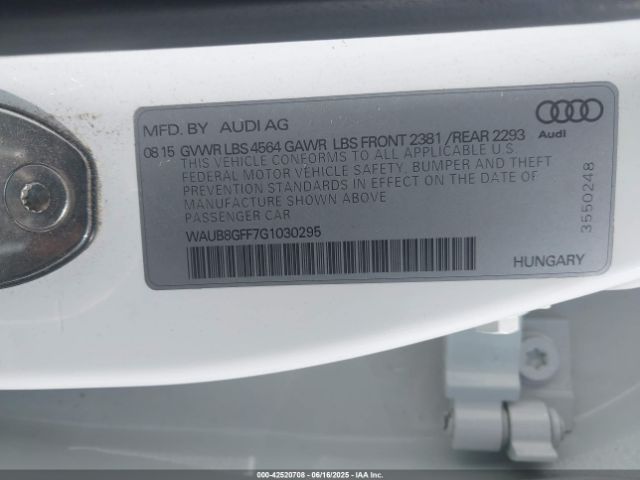 MFD. BY AUDI AG
Audi
08 15 GVWR LBS 4564 GAWR LBS FRONT 2381 /REAR 2293
THIS VEHICLE CONFORMS TO ALL APPLICABLE U S
FEDERAL MOTOR VEHICLE SAFETY, BUMPER AND THEFT
PREVENTION STANDARDS IN EFFECT ON THE DATE OF
MANUFACTURE SHOWN ABOVE
PASSENGER CAR
WAUB8GFF7G1030295
HUNGARY
3550248
000-42520708 - 06/16/2025 - IAA Inc.